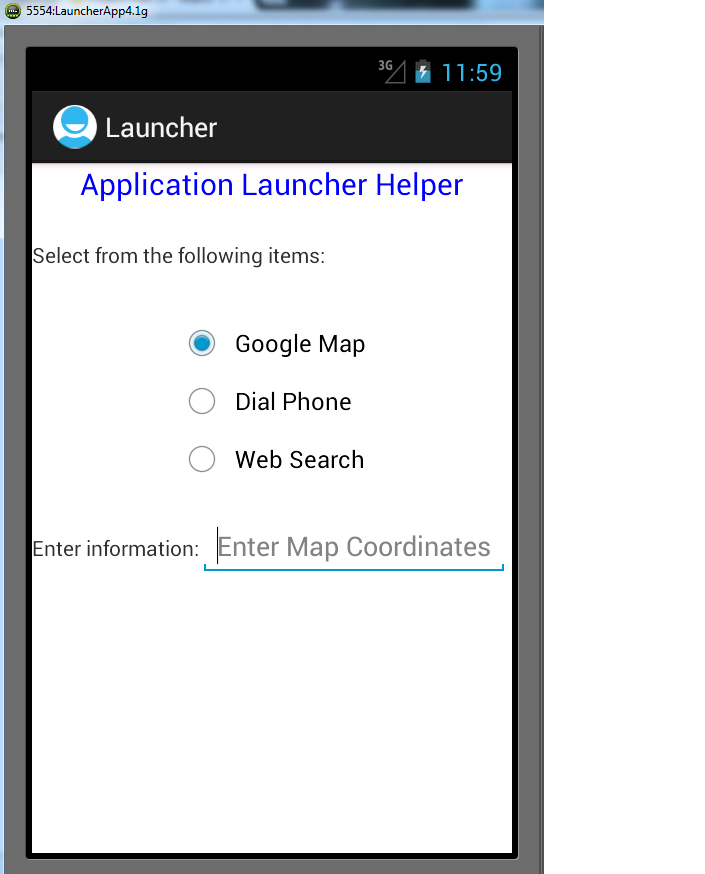 5554:LauncherApp4.1g
3G 11:59
Launcher
Application Launcher Helper
Select from the following items:
Google Map
Dial Phone
Web Search
Enter information: Enter Map Coordinates